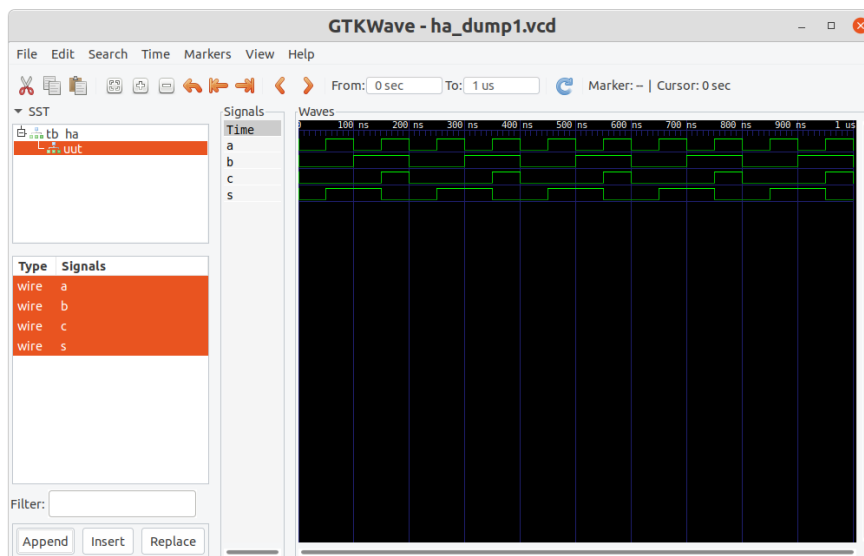 GTKWave - ha_dump1.vcd
File Edit Search Time Markers View Help
From: 0 sec To: 1 us Marker: -- | Cursor: 0 sec
SST
tb_ha
uut
Signals
Time
a
b
c
s
Waves
100 ns 200 ns 300 ns 400 ns 500 ns 600 ns 700 ns 800 ns 900 ns 1 us
Type Signals
wire a
wire b
wire c
wire s
Filter:
Append Insert Replace